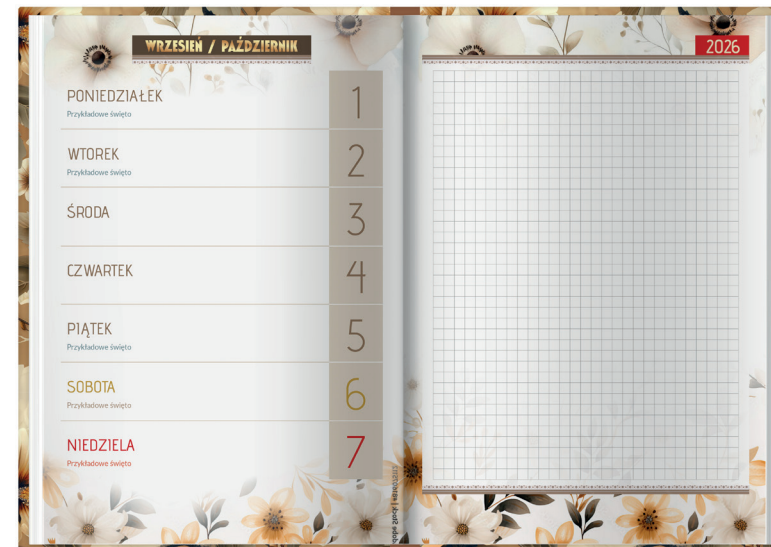 WRZESIEŃ / PAŹDZIERNIK
PONIEDZIAŁEK
Przykładowe święto
1
WTOREK
Przykładowe święto
2
ŚRODA
3
CZWARTEK
4
PIĄTEK
Przykładowe święto
5
SOBOTA
Przykładowe święto
6
NIEDZIELA
Przykładowe święto
7
2026